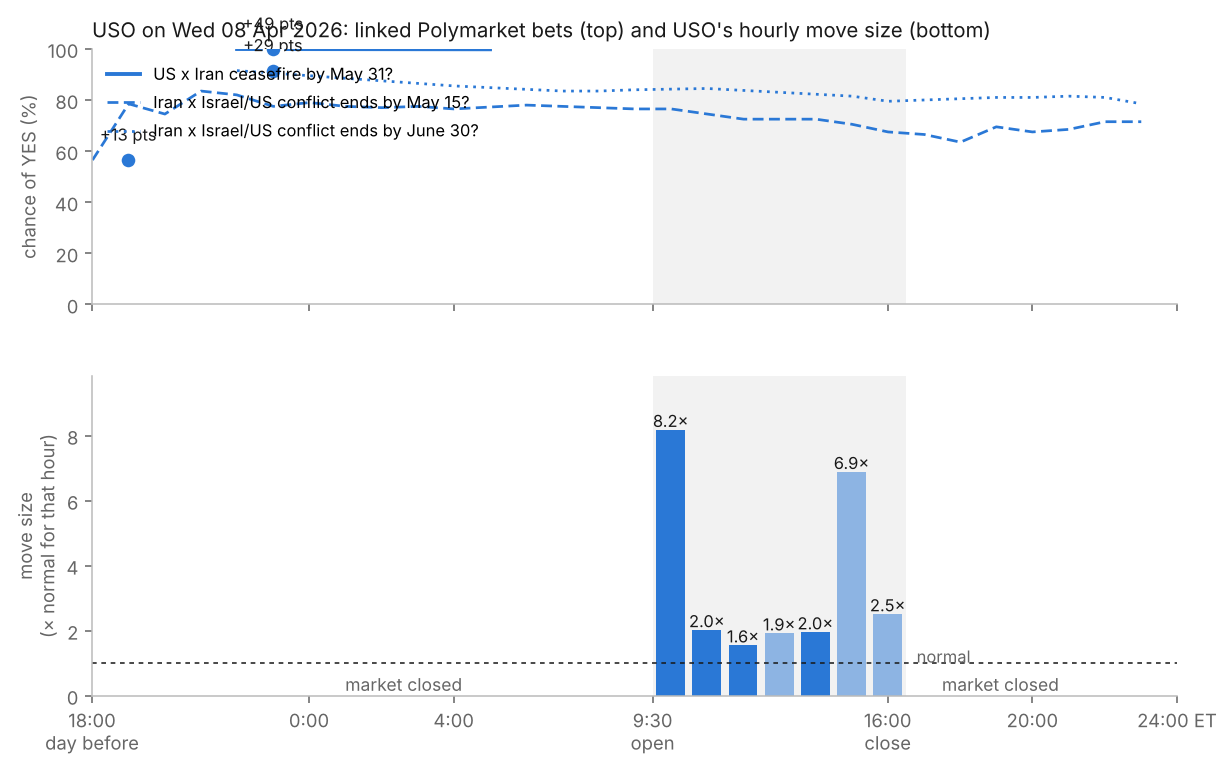 USO on Wed 08 Apr 2026: linked Polymarket bets (top) and USO's hourly move size (bottom)
+49 pts
+29 pts
+13 pts
US x Iran ceasefire by May 31?
Iran x Israel/US conflict ends by May 15?
Iran x Israel/US conflict ends by June 30?
chance of YES (%)
100
80
60
40
20
0
move size
(× normal for that hour)
8
6
4
2
0
8.2×
2.0×
1.6×
1.9×
2.0×
6.9×
2.5×
normal
market closed
market closed
18:00
day before
0:00
4:00
9:30
open
16:00
close
20:00
24:00 ET